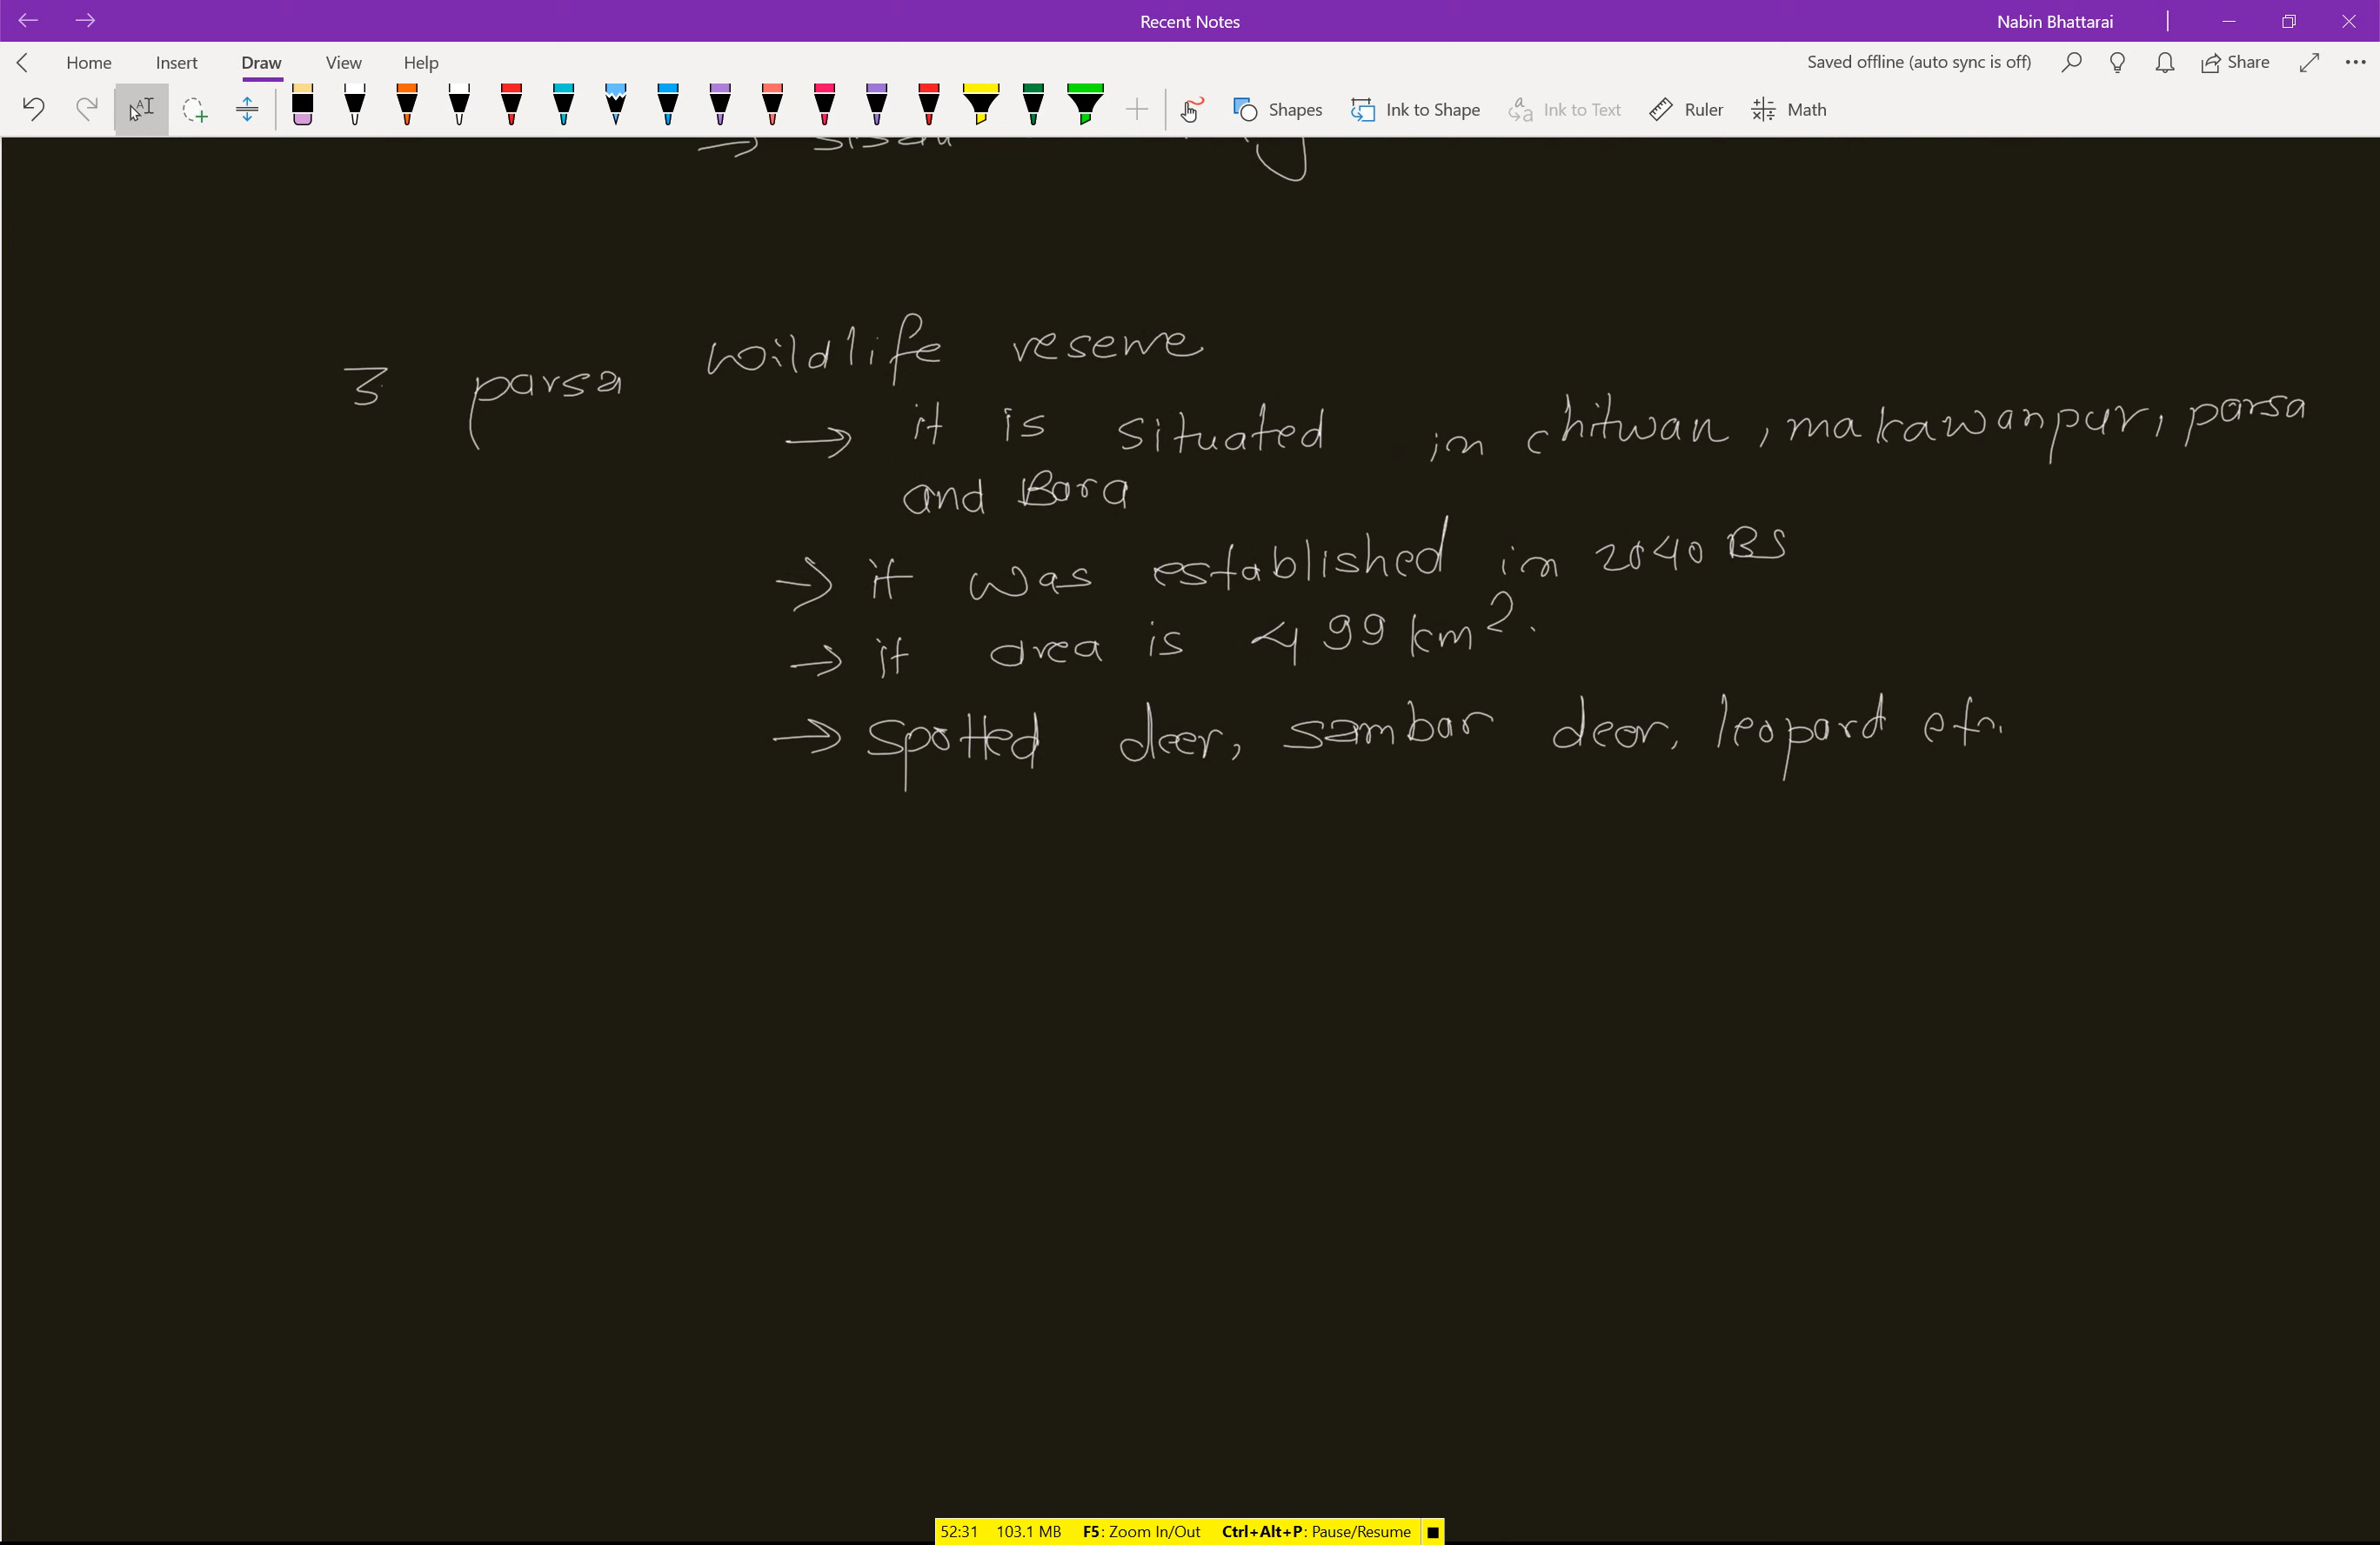 Recent Notes
Nabin Bhattarai
Home Insert Draw View Help
Saved offline (auto sync is off)
Share
Shapes
Ink to Shape
Ink to Text
Ruler
Math
3 parsa wildlife reserve
→ it is situated in chitwan, makawanpur, parsa
and Bara
→ it was established in 2040 BS
→ it area is 499 km².
→ spotted deer, sambar deer, leopard etc.
52:31 103.1 MB F5: Zoom In/Out Ctrl+Alt+P: Pause/Resume